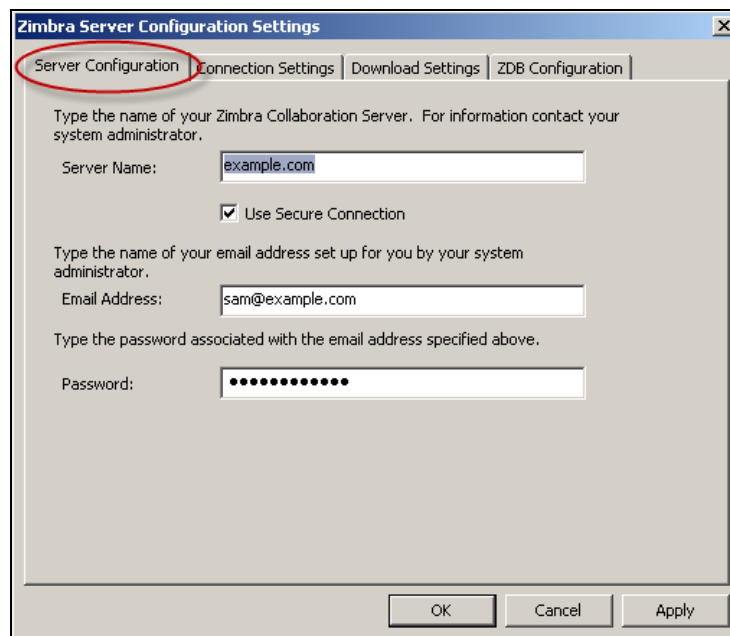 Zimbra Server Configuration Settings
Server Configuration Connection Settings Download Settings ZDB Configuration
Type the name of your Zimbra Collaboration Server. For information contact your
system administrator.
Server Name: example.com
Use Secure Connection
Type the name of your email address set up for you by your system
administrator.
Email Address: sam@example.com
Type the password associated with the email address specified above.
Password: ●●●●●●●●●●●●
OK Cancel Apply